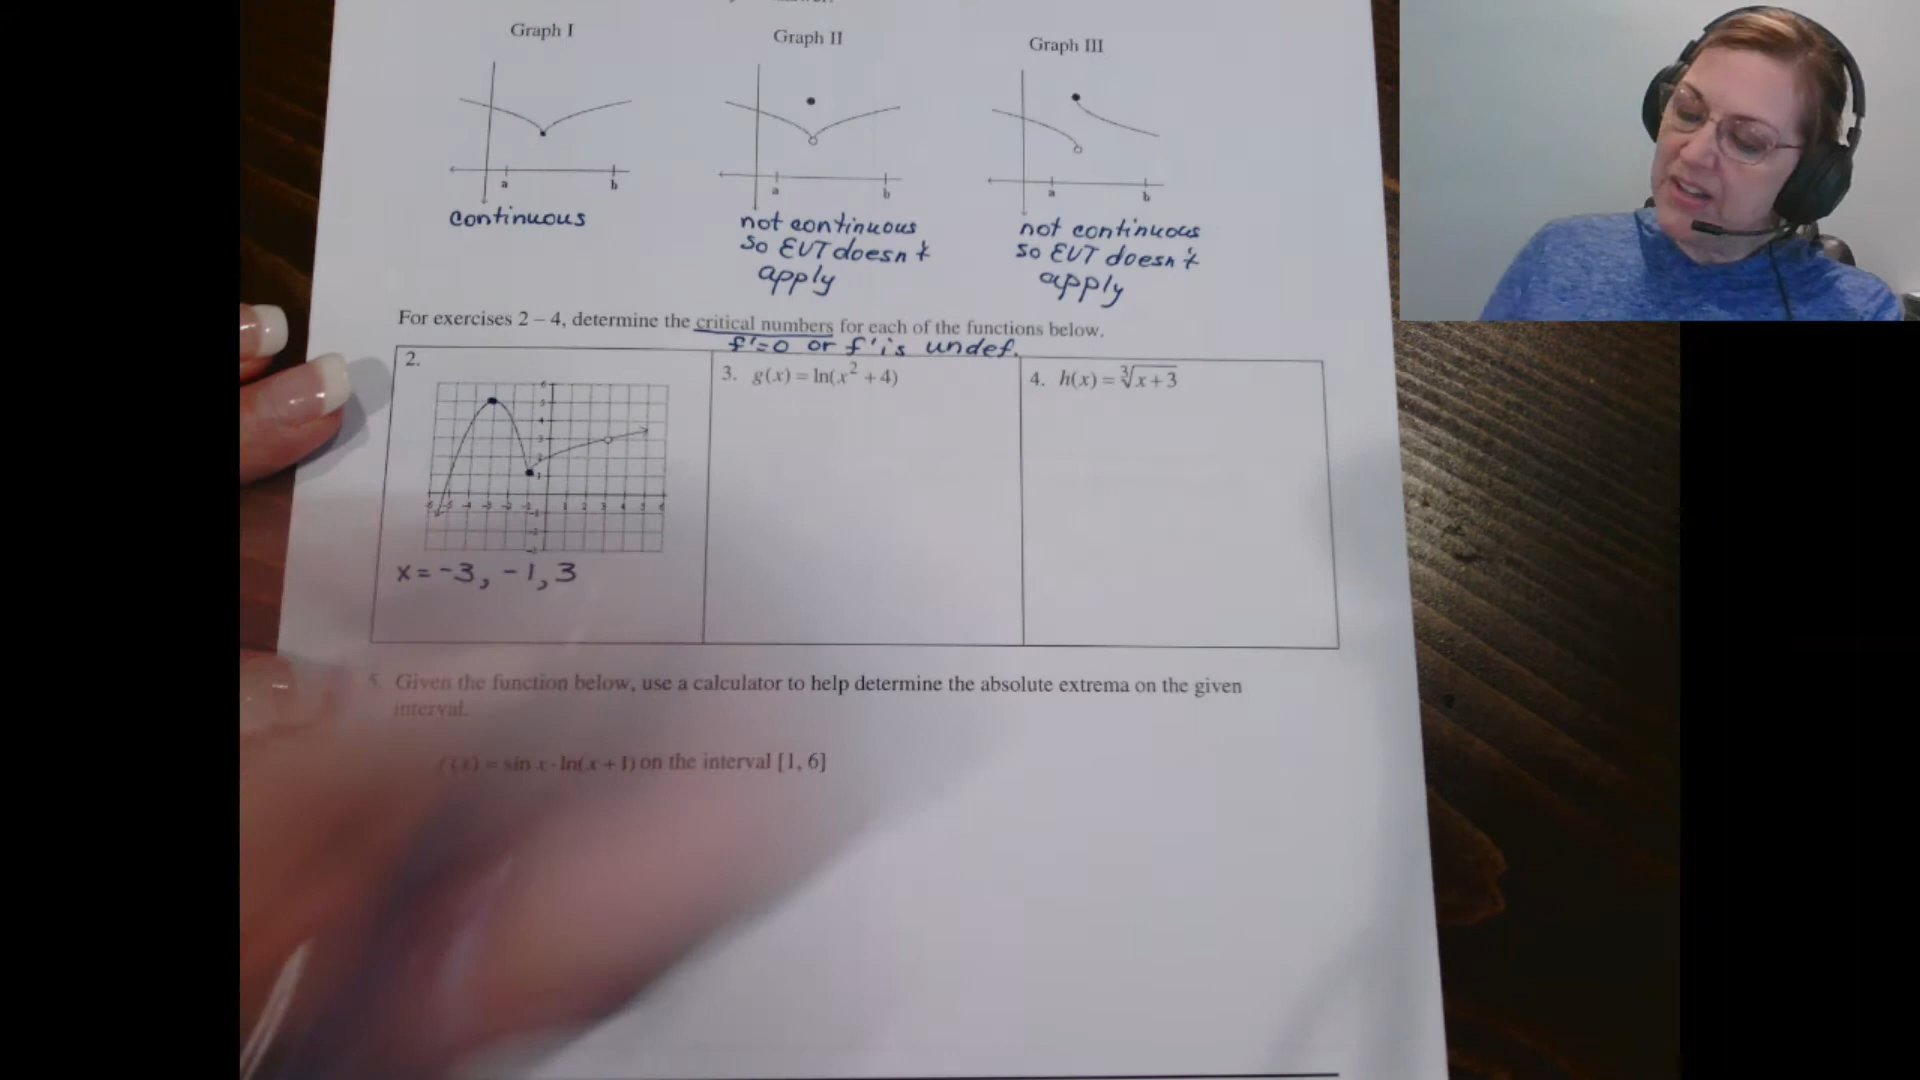 Graph I Graph II Graph III
a b a b a b
continuous
not continuous
so EVT doesn't
apply
not continuous
so EVT doesn't
apply
For exercises 2 – 4, determine the critical numbers for each of the functions below.
f'=0 or f' is undef.
2.
3. g(x) = ln(x² + 4)
4. h(x) = ∛(x+3)
x = -3, -1, 3
5. Given the function below, use a calculator to help determine the absolute extrema on the given
interval.
f(x) = sin x · ln(x + 1) on the interval [1, 6]